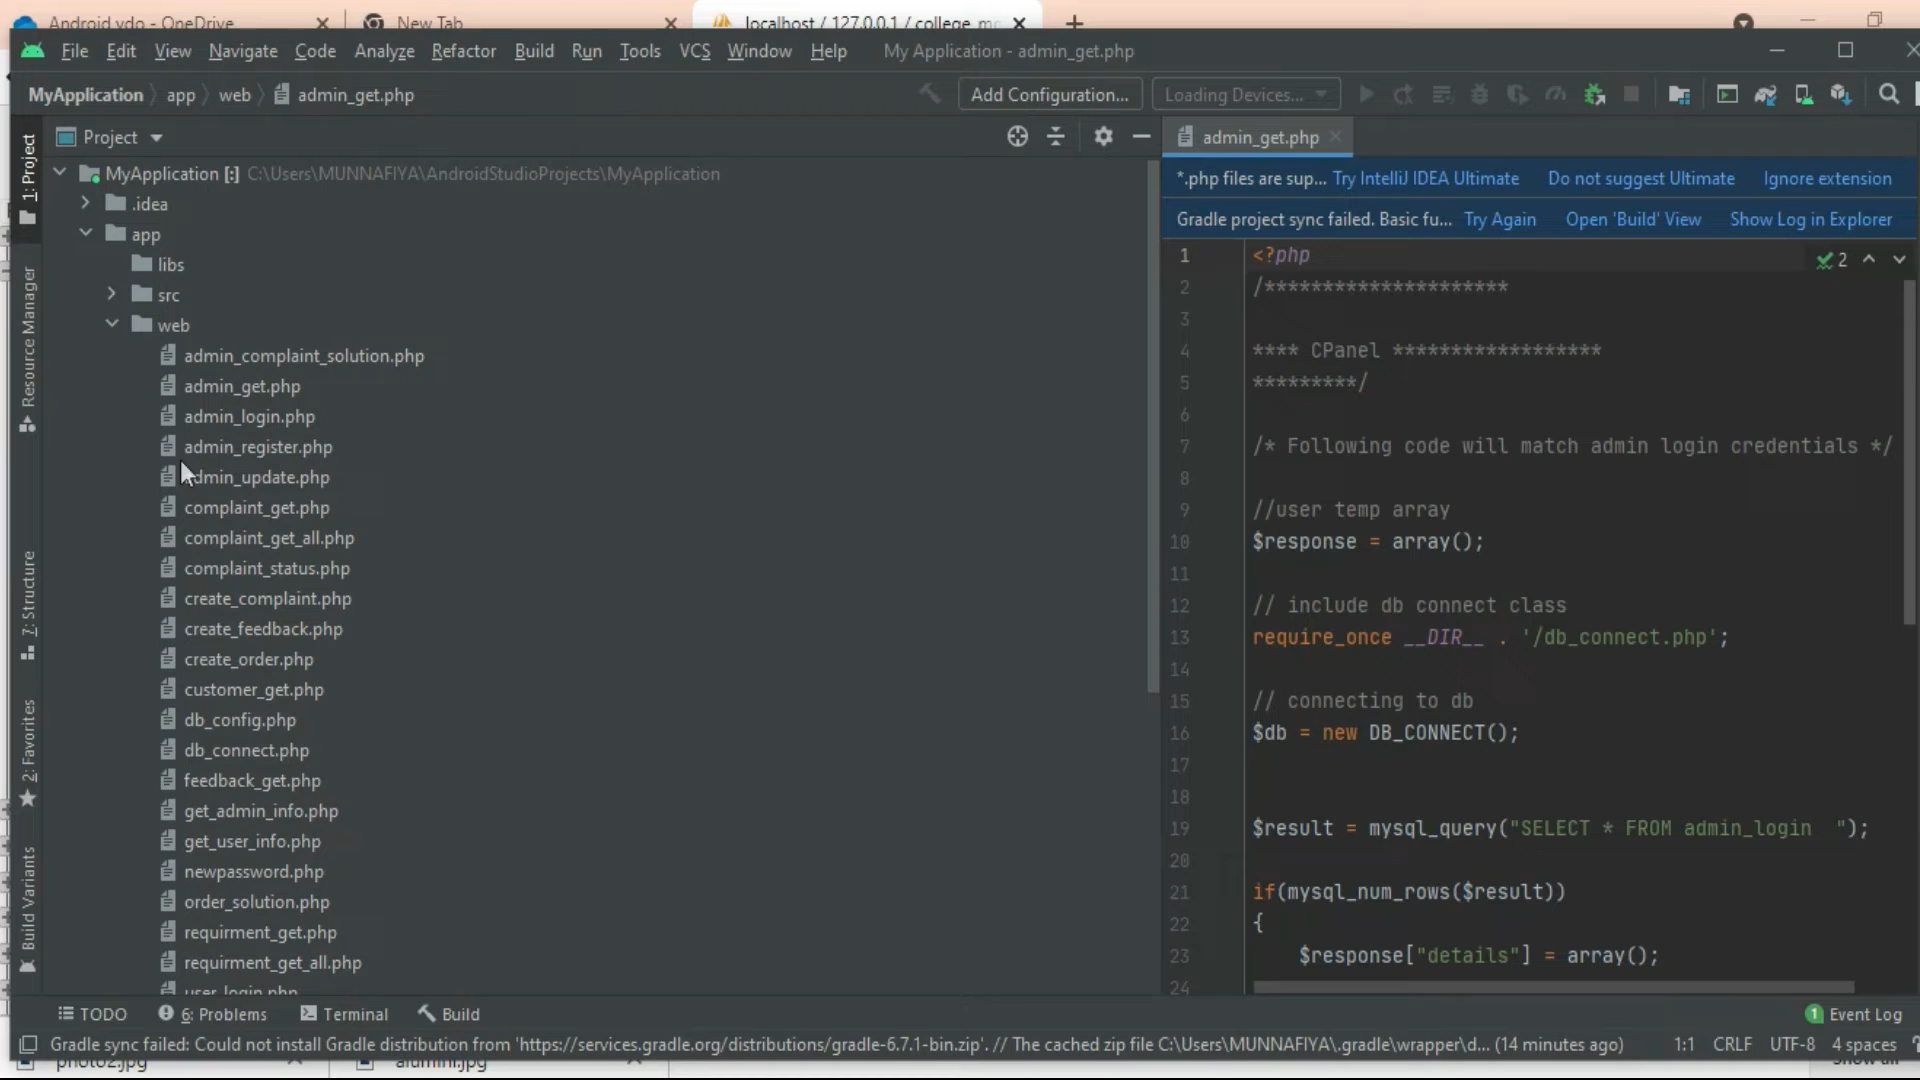 Android vdo - OneDrive
New Tab
localhost / 127.0.0.1 / college_m
File Edit View Navigate Code Analyze Refactor Build Run Tools VCS Window Help My Application - admin_get.php
MyApplication app web admin_get.php
Add Configuration...
Loading Devices...
1: Project
Resource Manager
7: Structure
2: Favorites
Build Variants
Project
MyApplication [:] C:\Users\MUNNAFIYA\AndroidStudioProjects\MyApplication
.idea
app
libs
src
web
admin_complaint_solution.php
admin_get.php
admin_login.php
admin_register.php
admin_update.php
complaint_get.php
complaint_get_all.php
complaint_status.php
create_complaint.php
create_feedback.php
create_order.php
customer_get.php
db_config.php
db_connect.php
feedback_get.php
get_admin_info.php
get_user_info.php
newpassword.php
order_solution.php
requirment_get.php
requirment_get_all.php
user_login.php
admin_get.php
*.php files are sup... Try IntelliJ IDEA Ultimate Do not suggest Ultimate Ignore extension
Gradle project sync failed. Basic fu... Try Again Open 'Build' View Show Log in Explorer
2
1 <?php
2 /*********************
3
4 **** CPanel ******************
5 *********/
6
7 /* Following code will match admin login credentials */
8
9 //user temp array
10 $response = array();
11
12 // include db connect class
13 require_once __DIR__ . '/db_connect.php';
14
15 // connecting to db
16 $db = new DB_CONNECT();
17
18
19 $result = mysql_query("SELECT * FROM admin_login  ");
20
21 if(mysql_num_rows($result))
22 {
23 $response["details"] = array();
24
TODO 6: Problems Terminal Build
1 Event Log
Gradle sync failed: Could not install Gradle distribution from 'https://services.gradle.org/distributions/gradle-6.7.1-bin.zip'. // The cached zip file C:\Users\MUNNAFIYA\.gradle\wrapper\d... (14 minutes ago) 1:1 CRLF UTF-8 4 spaces
photo2.jpg
Show all